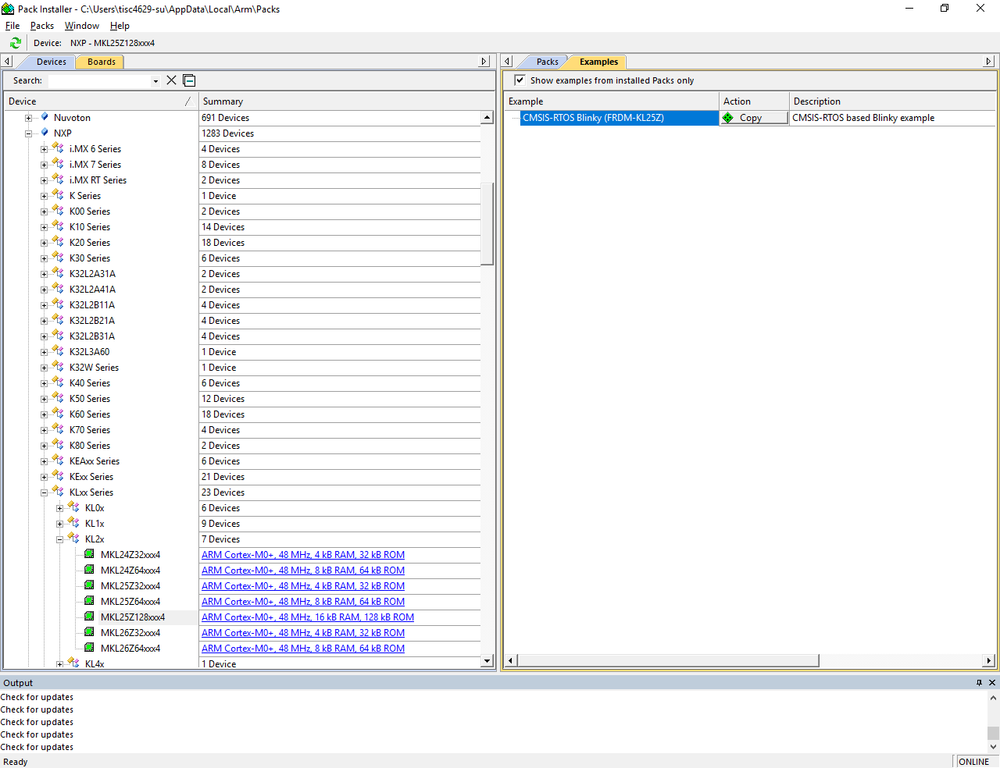 Pack Installer - C:\Users\tisc4629-su\AppData\Local\Arm\Packs
File Packs Window Help
Device: NXP - MKL25Z128xxx4
Devices Boards
Search:
Device Summary
Nuvoton 691 Devices
NXP 1283 Devices
i.MX 6 Series 4 Devices
i.MX 7 Series 8 Devices
i.MX RT Series 2 Devices
K Series 1 Device
K00 Series 2 Devices
K10 Series 14 Devices
K20 Series 18 Devices
K30 Series 6 Devices
K32L2A31A 2 Devices
K32L2A41A 2 Devices
K32L2B11A 4 Devices
K32L2B21A 4 Devices
K32L2B31A 4 Devices
K32L3A60 1 Device
K32W Series 1 Device
K40 Series 6 Devices
K50 Series 12 Devices
K60 Series 18 Devices
K70 Series 4 Devices
K80 Series 2 Devices
KEAxx Series 6 Devices
KExx Series 21 Devices
KLxx Series 23 Devices
KL0x 6 Devices
KL1x 9 Devices
KL2x 7 Devices
MKL24Z32xxx4 ARM Cortex-M0+, 48 MHz, 4 kB RAM, 32 kB ROM
MKL24Z64xxx4 ARM Cortex-M0+, 48 MHz, 8 kB RAM, 64 kB ROM
MKL25Z32xxx4 ARM Cortex-M0+, 48 MHz, 4 kB RAM, 32 kB ROM
MKL25Z64xxx4 ARM Cortex-M0+, 48 MHz, 8 kB RAM, 64 kB ROM
MKL25Z128xxx4 ARM Cortex-M0+, 48 MHz, 16 kB RAM, 128 kB ROM
MKL26Z32xxx4 ARM Cortex-M0+, 48 MHz, 4 kB RAM, 32 kB ROM
MKL26Z64xxx4 ARM Cortex-M0+, 48 MHz, 8 kB RAM, 64 kB ROM
KL4x 1 Device
Packs Examples
Show examples from installed Packs only
Example Action Description
CMSIS-RTOS Blinky (FRDM-KL25Z) Copy CMSIS-RTOS based Blinky example
Output
Check for updates
Check for updates
Check for updates
Check for updates
Check for updates
Ready ONLINE